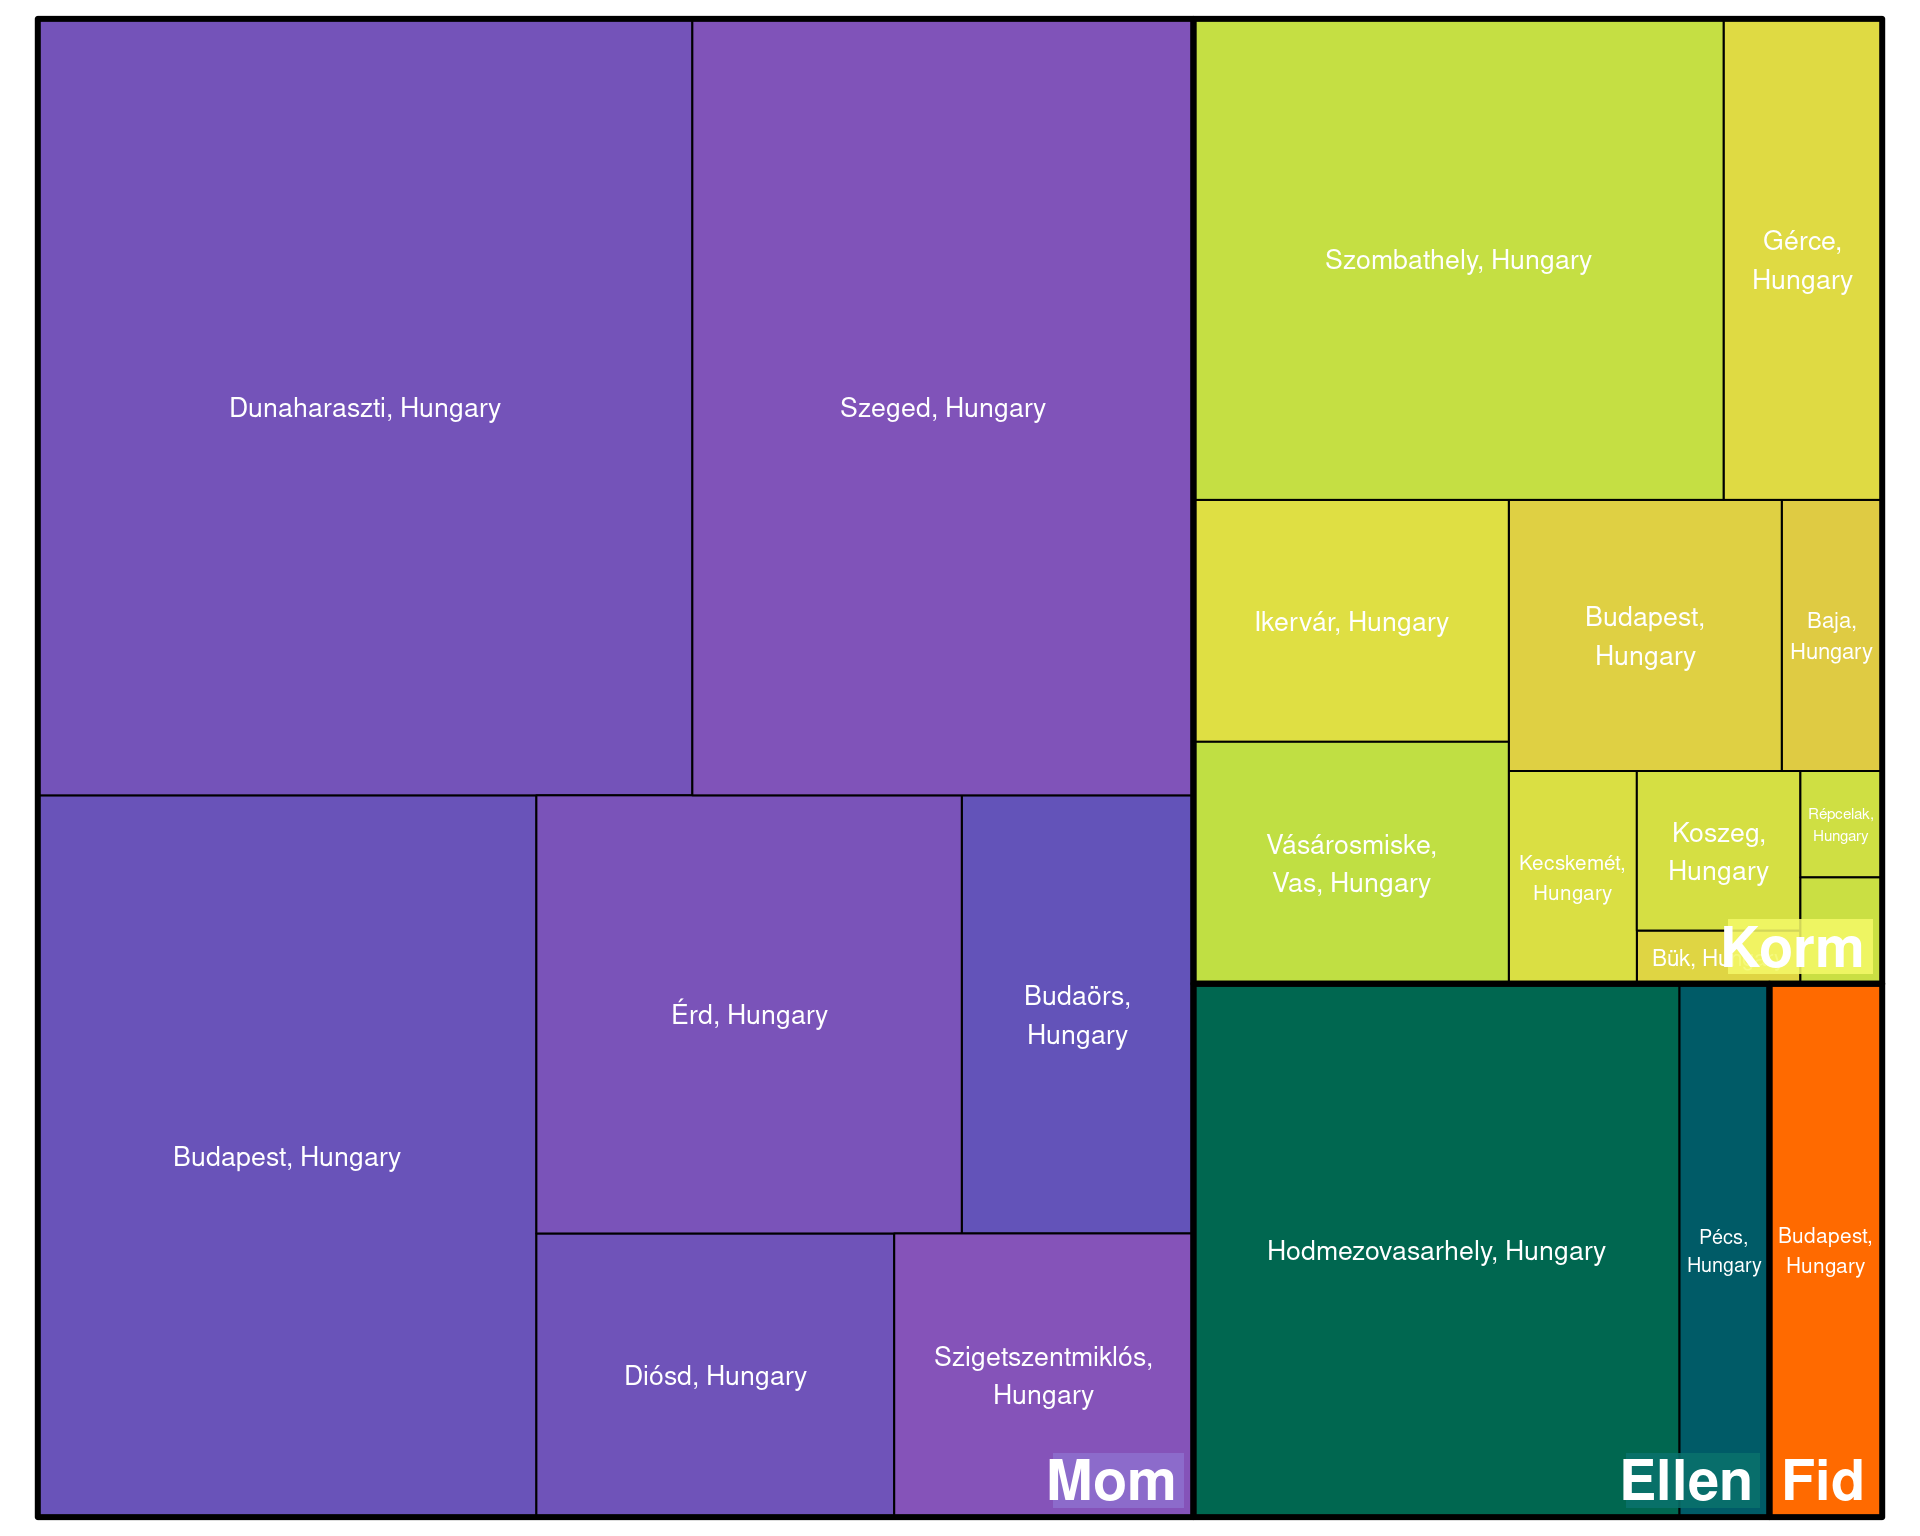 Dunaharaszti, Hungary
Szeged, Hungary
Budapest, Hungary
Érd, Hungary
Budaörs,
Hungary
Diósd, Hungary
Szigetszentmiklós,
Hungary
Mom
Szombathely, Hungary
Gérce,
Hungary
Ikervár, Hungary
Budapest,
Hungary
Baja,
Hungary
Vásárosmiske,
Vas, Hungary
Kecskemét,
Hungary
Koszeg,
Hungary
Répcelak,
Hungary
Bük,
Korm
Hodmezovasarhely, Hungary
Pécs,
Hungary
Ellen
Budapest,
Hungary
Fid